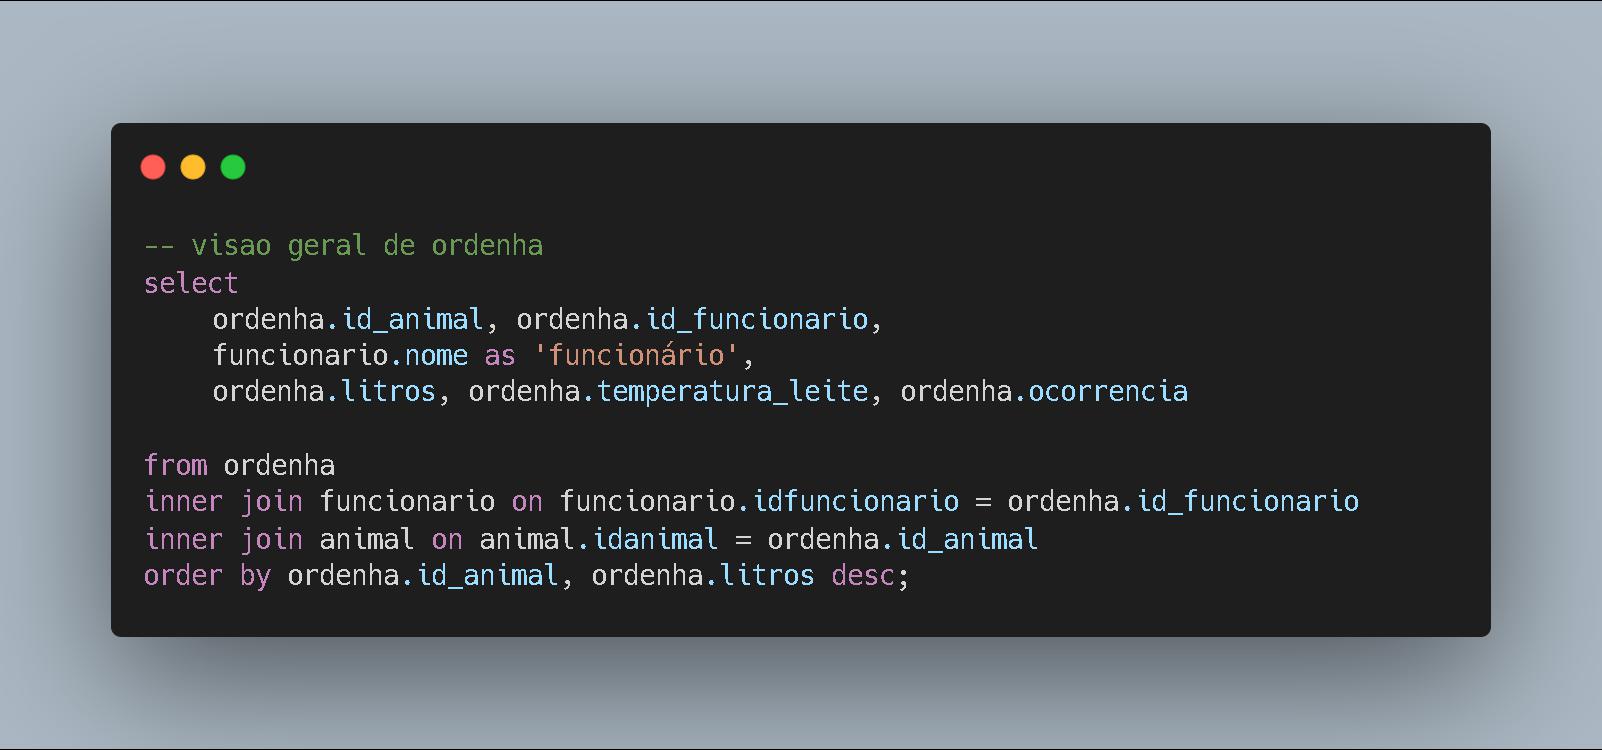 -- visao geral de ordenha
select
ordenha.id_animal, ordenha.id_funcionario,
funcionario.nome as 'funcionário',
ordenha.litros, ordenha.temperatura_leite, ordenha.ocorrencia
from ordenha
inner join funcionario on funcionario.idfuncionario = ordenha.id_funcionario
inner join animal on animal.idanimal = ordenha.id_animal
order by ordenha.id_animal, ordenha.litros desc;